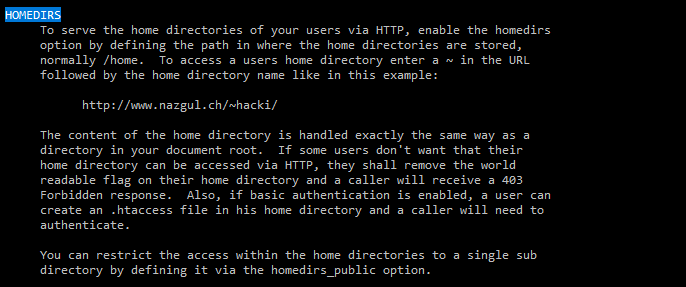 HOMEDIRS
To serve the home directories of your users via HTTP, enable the homedirs
option by defining the path in where the home directories are stored,
normally /home.  To access a users home directory enter a ~ in the URL
followed by the home directory name like in this example:
http://www.nazgul.ch/~hacki/
The content of the home directory is handled exactly the same way as a
directory in your document root.  If some users don't want that their
home directory can be accessed via HTTP, they shall remove the world
readable flag on their home directory and a caller will receive a 403
Forbidden response.  Also, if basic authentication is enabled, a user can
create an .htaccess file in his home directory and a caller will need to
authenticate.
You can restrict the access within the home directories to a single sub
directory by defining it via the homedirs_public option.